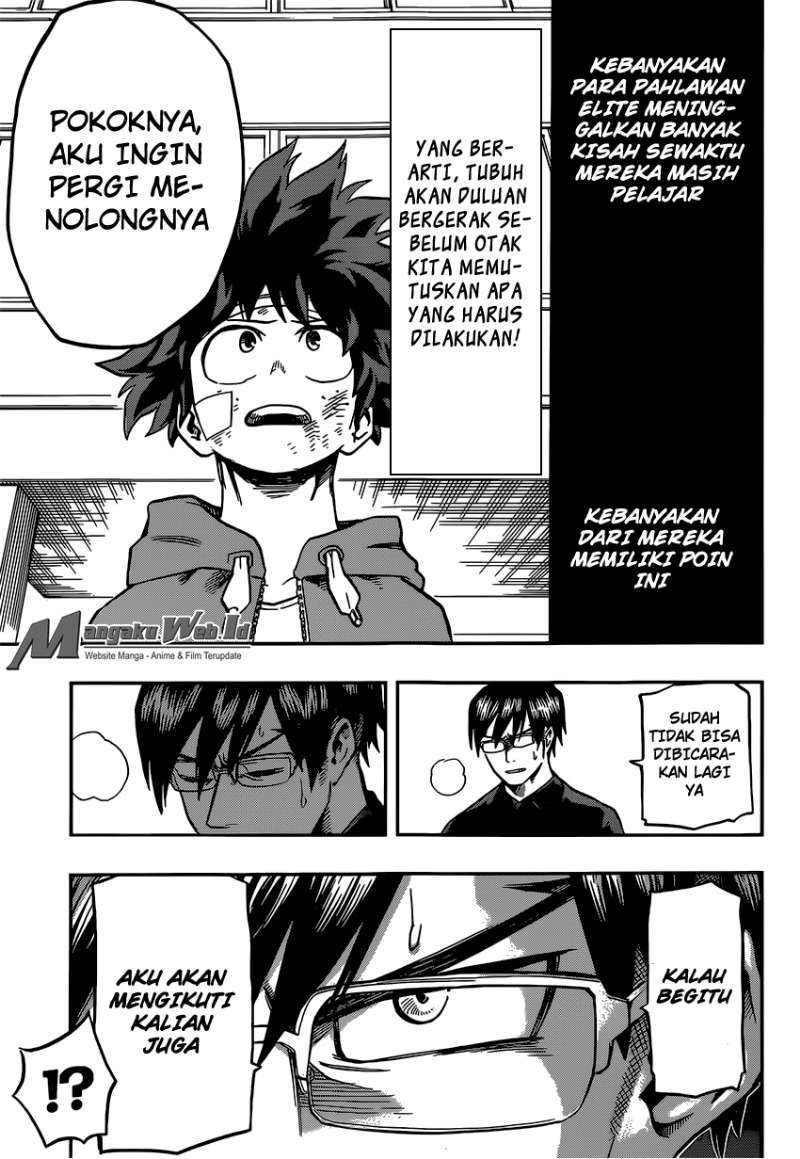 KEBANYAKAN
PARA PAHLAWAN
ELITE MENING-
GALKAN BANYAK
KISAH SEWAKTU
MEREKA MASIH
PELAJAR
KEBANYAKAN
DARI MEREKA
MEMILIKI POIN
INI
YANG BER-
ARTI, TUBUH
AKAN DULUAN
BERGERAK SE-
BELUM OTAK
KITA MEMU-
TUSKAN APA
YANG HARUS
DILAKUKAN!
POKOKNYA,
AKU INGIN
PERGI ME-
NOLONGNYA
Mangaku.Web.Id
Website Manga - Anime & Film Terupdate
SUDAH
TIDAK BISA
DIBICARA-
KAN LAGI
YA
KALAU
BEGITU
AKU AKAN
MENGIKUTI
KALIAN
JUGA
!?